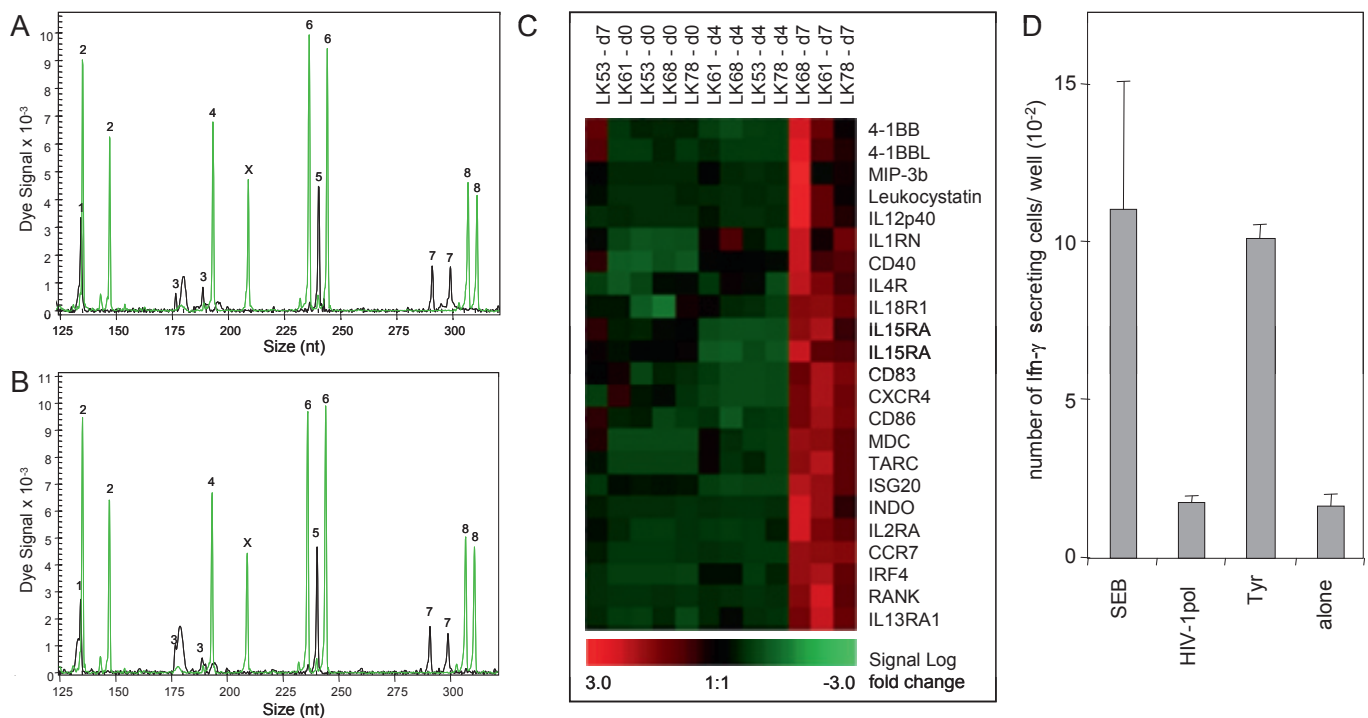 A
Dye Signal x 10-3
10
9
8
7
6
5
4
3
2
1
0
2
1
2
3
3
4
X
6
5
6
7
7
8
8
125
150
175
200
225
250
275
300
Size (nt)
B
Dye Signal x 10-3
11
10
9
8
7
6
5
4
3
2
1
0
2
1
2
3
3
4
X
6
5
6
7
7
8
8
125
150
175
200
225
250
275
300
Size (nt)
C
LK53 - d7
LK61 - d0
LK53 - d0
LK68 - d0
LK78 - d0
LK61 - d4
LK68 - d4
LK53 - d4
LK78 - d4
LK68 - d7
LK61 - d7
LK78 - d7
4-1BB
4-1BBL
MIP-3b
Leukocystatin
IL12p40
IL1RN
CD40
IL4R
IL18R1
IL15RA
IL15RA
CD83
CXCR4
CD86
MDC
TARC
ISG20
INDO
IL2RA
CCR7
IRF4
RANK
IL13RA1
Signal Log
fold change
3.0
1:1
-3.0
D
number of Ifn-γ secreting cells/ well (10-2)
15
10
5
0
SEB
HIV-1pol
Tyr
alone